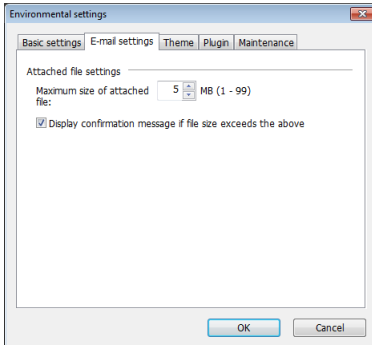 Environmental settings
Basic settings E-mail settings Theme Plugin Maintenance
Attached file settings
Maximum size of attached file: 5 MB (1 - 99)
Display confirmation message if file size exceeds the above
OK Cancel